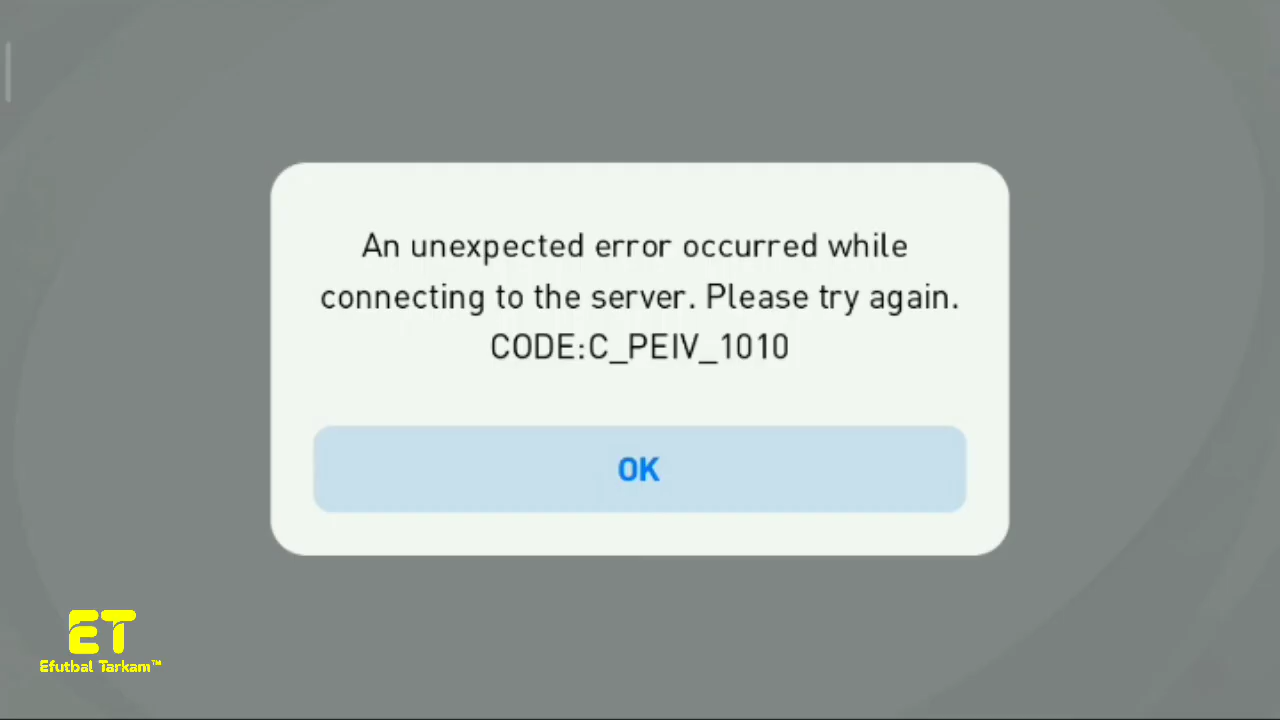 An unexpected error occurred while
connecting to the server. Please try again.
CODE:C_PEIV_1010
OK
ET
Efutbal Tarkam™